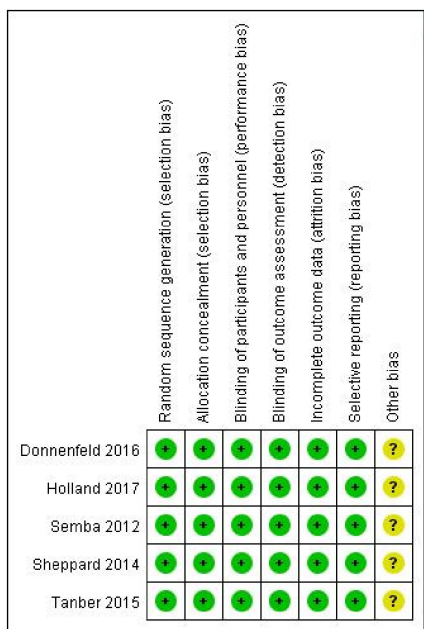 Random sequence generation (selection bias)
Allocation concealment (selection bias)
Blinding of participants and personnel (performance bias)
Blinding of outcome assessment (detection bias)
Incomplete outcome data (attrition bias)
Selective reporting (reporting bias)
Other bias
Donnenfeld 2016 + + + + + + ?
Holland 2017 + + + + + + ?
Semba 2012 + + + + + + ?
Sheppard 2014 + + + + + + ?
Tanber 2015 + + + + + + ?